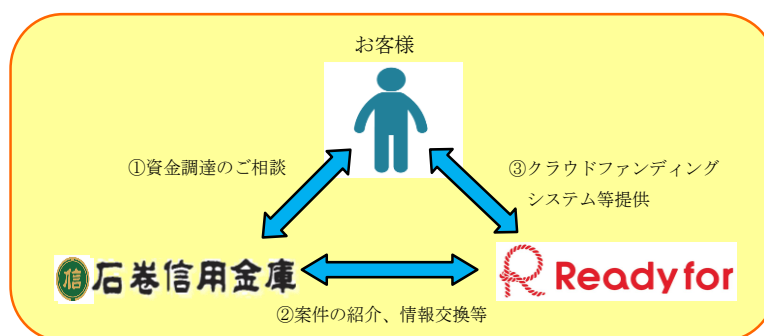 お客様
①資金調達のご相談
③クラウドファンディング
システム等提供
信 石巻信用金庫
Readyfor
②案件の紹介、情報交換等